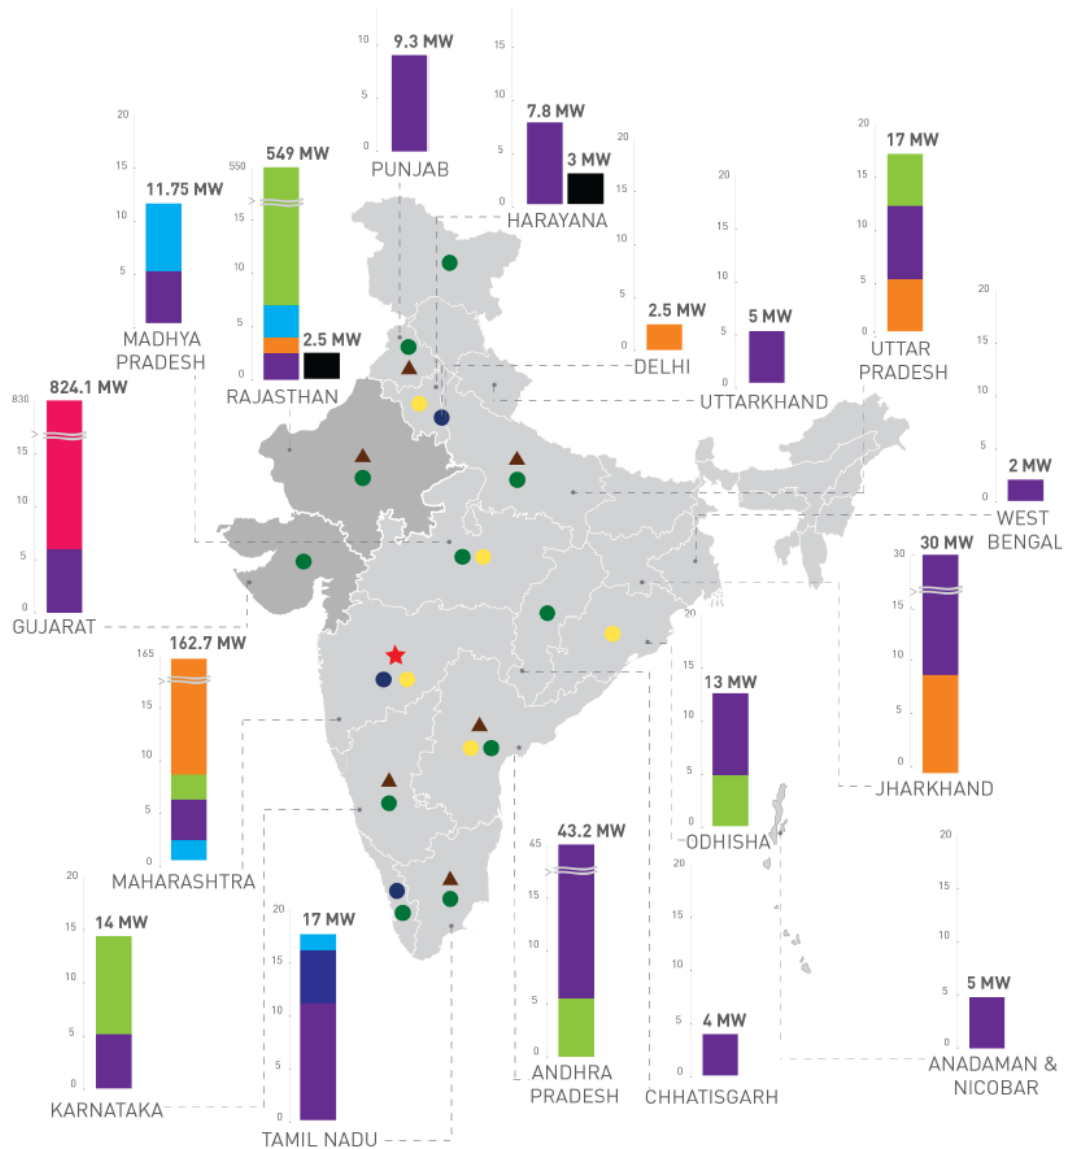 9.3 MW
10
5
0
PUNJAB
15
10
5
0
7.8 MW
3 MW
HARAYANA
20
15
10
5
11.75 MW
MADHYA
PRADESH
550
15
10
5
0
549 MW
2.5 MW
RAJASTHAN
20
15
10
5
0
2.5 MW
DELHI
20
15
10
5
0
5 MW
UTTARKHAND
20
15
10
5
0
17 MW
UTTAR
PRADESH
20
15
10
5
0
2 MW
WEST
BENGAL
830
15
10
5
0
824.1 MW
GUJARAT
30
15
10
5
0
30 MW
JHARKHAND
165
15
10
5
0
162.7 MW
MAHARASHTRA
20
15
10
5
0
13 MW
ODHISHA
20
15
10
5
0
14 MW
KARNATAKA
20
15
10
5
0
17 MW
TAMIL NADU
45
15
10
5
0
43.2 MW
ANDHRA
PRADESH
20
15
10
5
0
4 MW
CHHATISGARH
20
15
10
5
0
5 MW
ANADAMAN &
NICOBAR